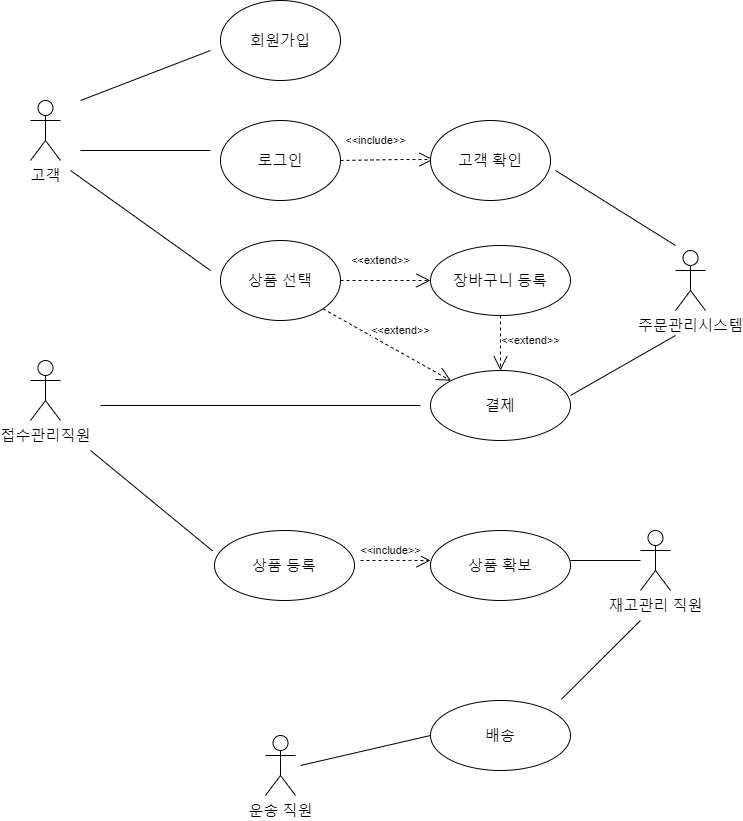 회원가입
로그인
<<include>>
고객 확인
고객
상품 선택
<<extend>>
장바구니 등록
주문관리시스템
<<extend>>
<<extend>>
결제
접수관리직원
상품 등록
<<include>>
상품 확보
재고관리 직원
배송
운송 직원